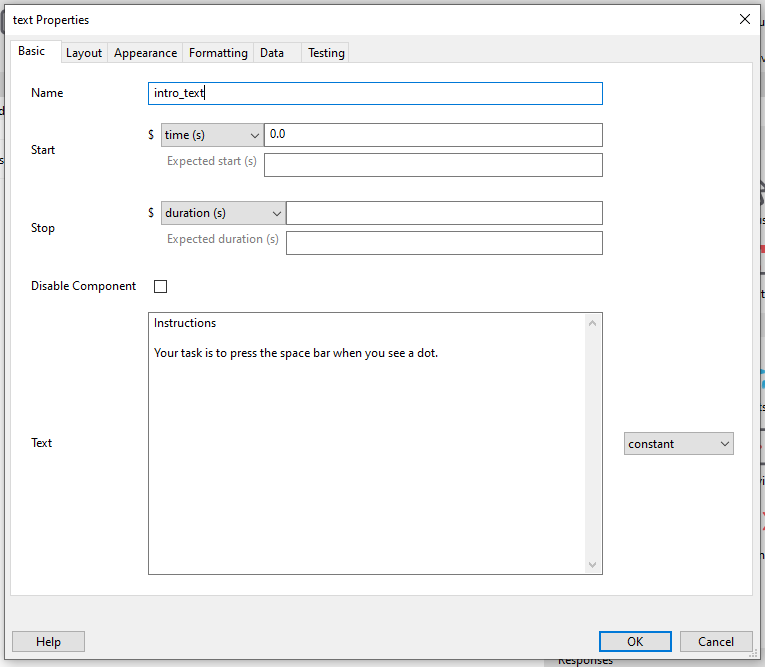 text Properties
Basic Layout Appearance Formatting Data Testing
Name intro_text
Start $ time (s) 0.0
Expected start (s)
Stop $ duration (s)
Expected duration (s)
Disable Component
Instructions
Your task is to press the space bar when you see a dot.
Text constant
Help OK Cancel
Responses